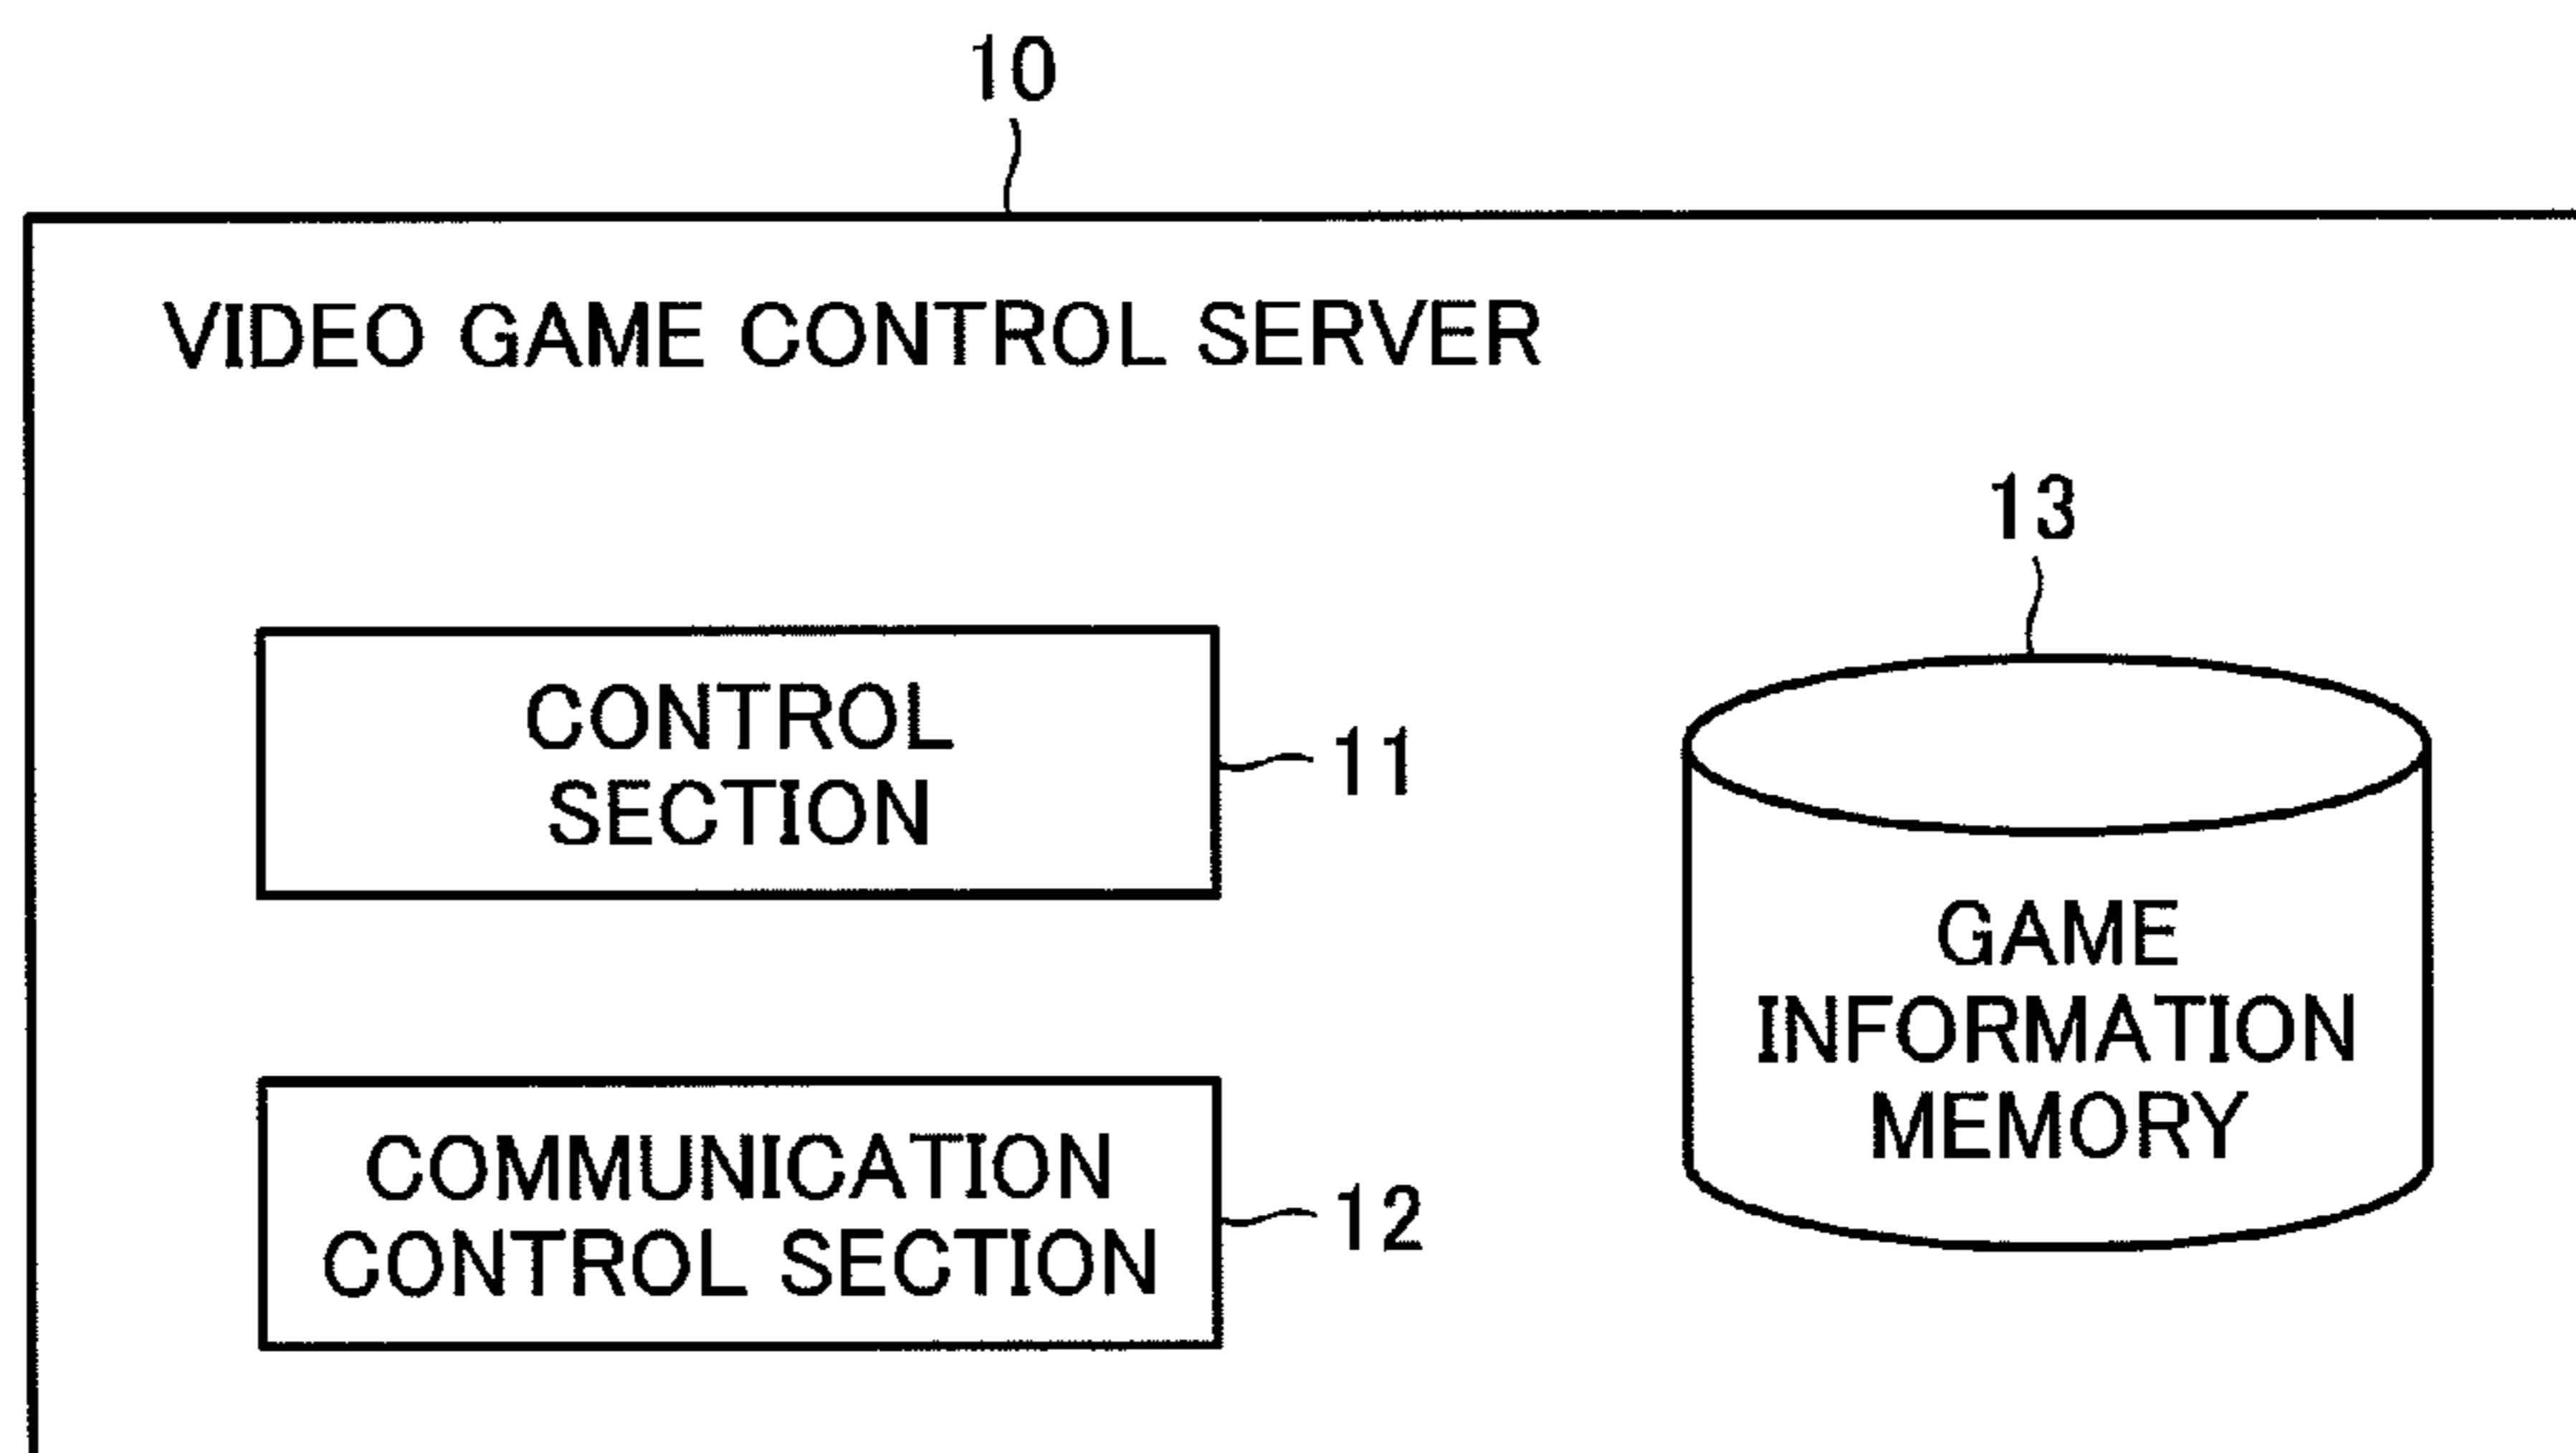 10
VIDEO GAME CONTROL SERVER
13
CONTROL
SECTION
11
GAME
INFORMATION
MEMORY
COMMUNICATION
CONTROL SECTION
12